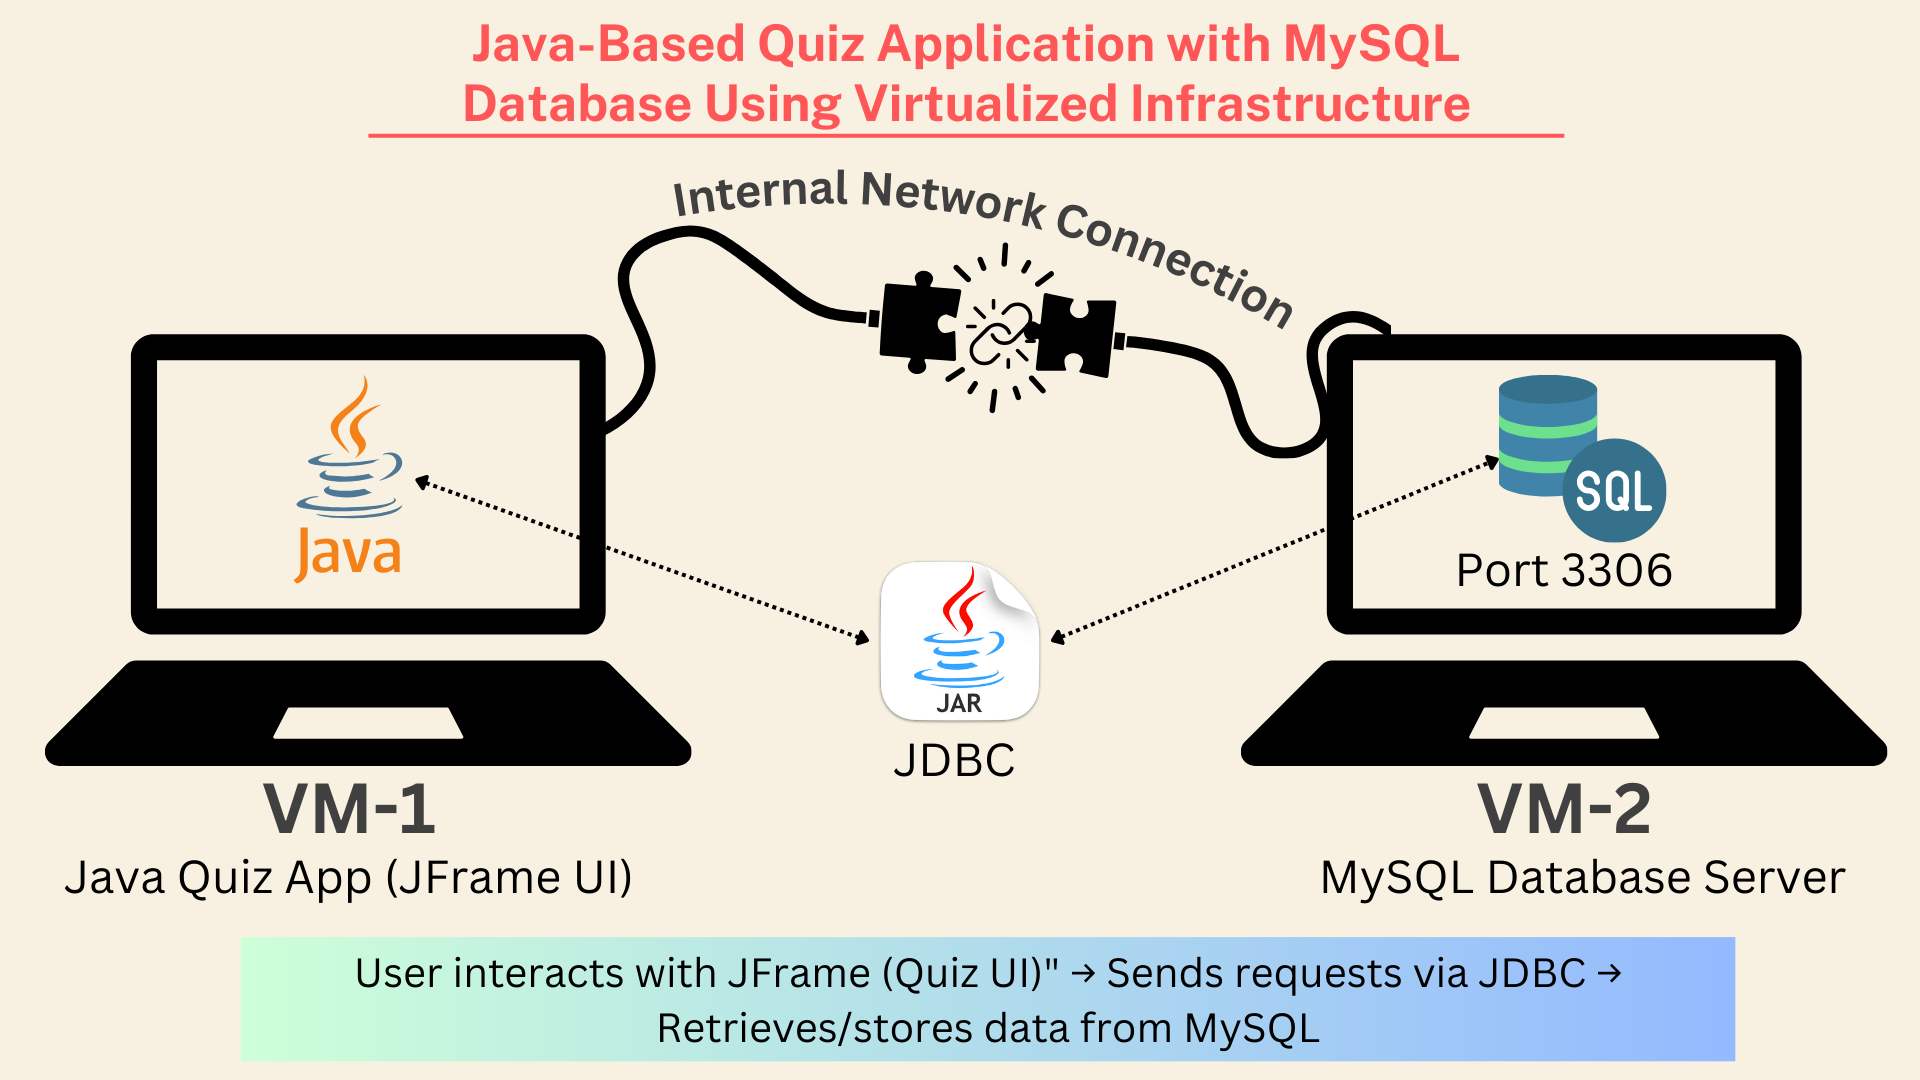 Java-Based Quiz Application with MySQL
Database Using Virtualized Infrastructure
Internal Network Connection
Java
SQL
Port 3306
JAR
JDBC
VM-1
Java Quiz App (JFrame UI)
VM-2
MySQL Database Server
User interacts with JFrame (Quiz UI)" → Sends requests via JDBC →
Retrieves/stores data from MySQL